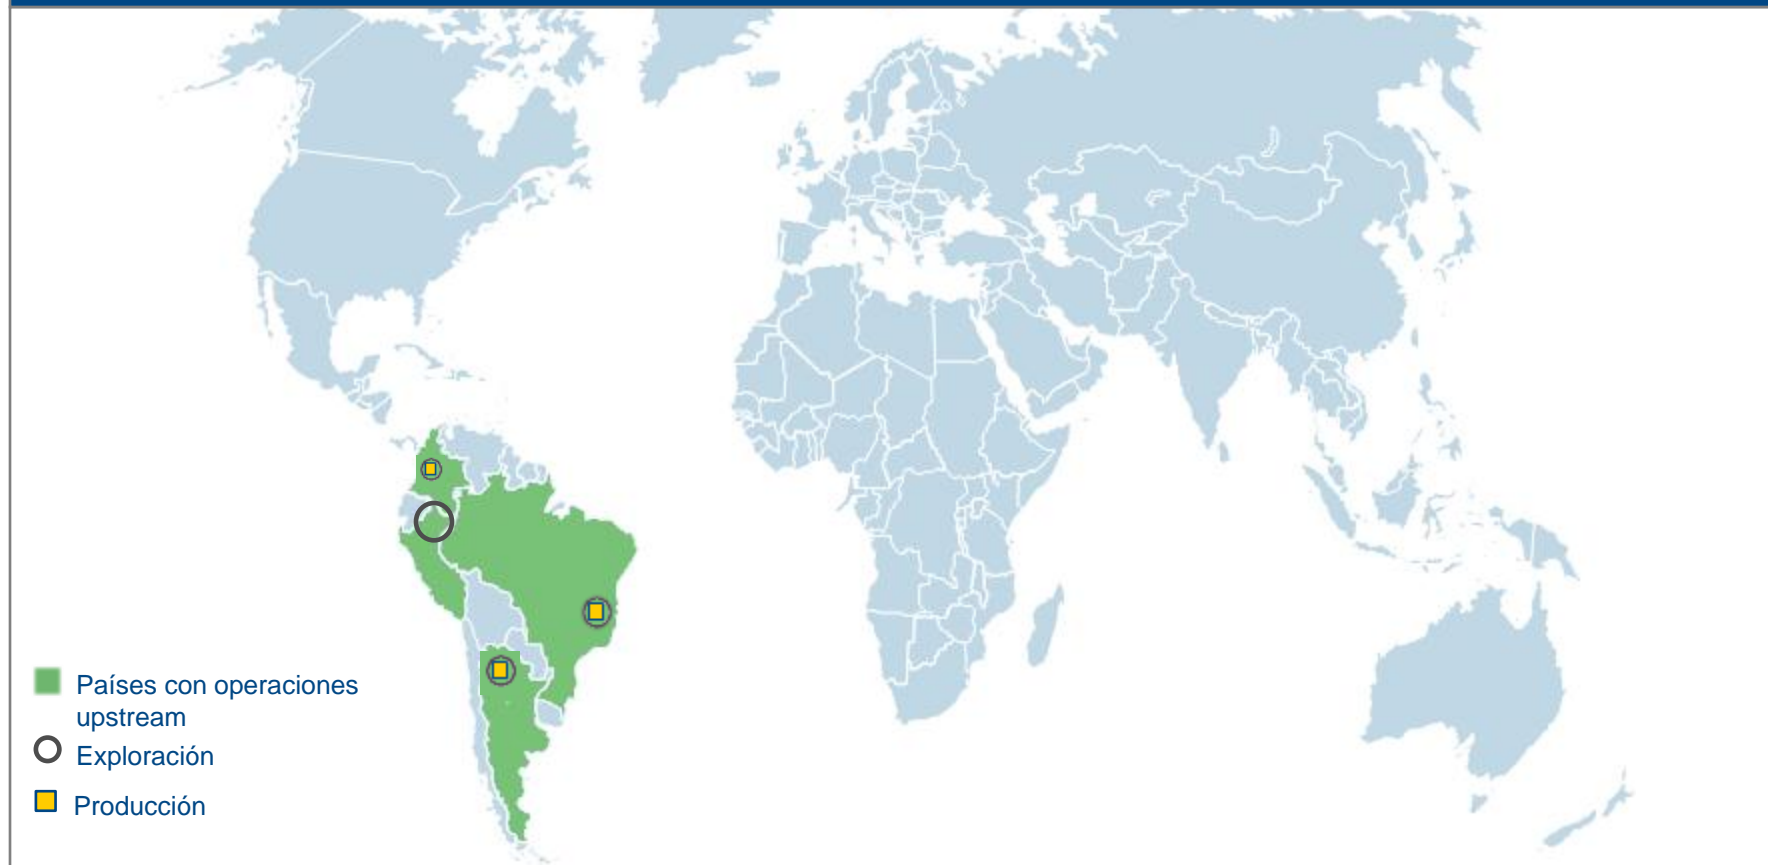 Países con operaciones
upstream
Exploración
Producción